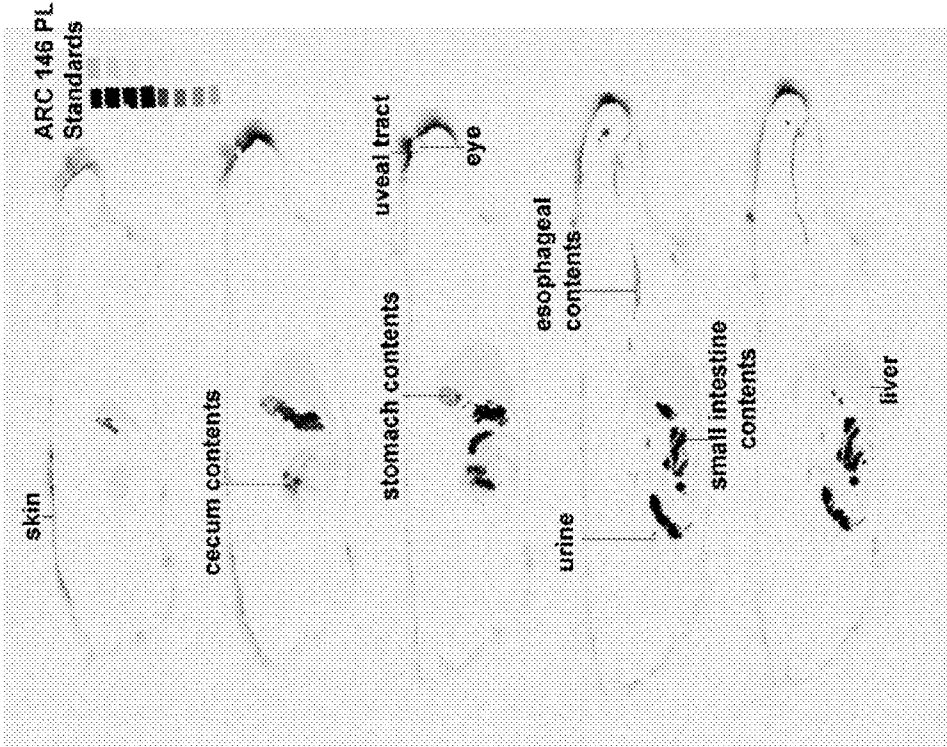 ARC 146 PL
Standards
skin
cecum contents
uveal tract
eye
stomach contents
esophageal
contents
urine
small intestine
contents
liver